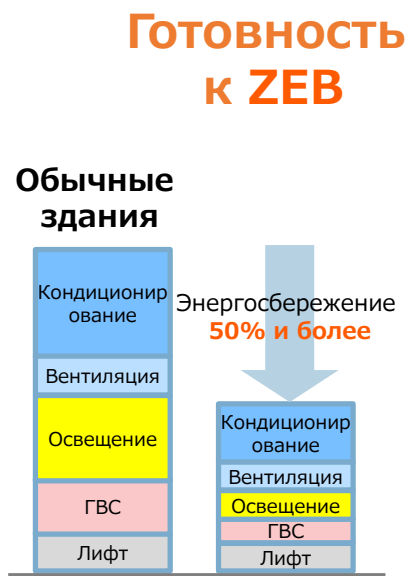 Готовность
к ZEB
Обычные
здания
Кондиционир
ование
Вентиляция
Освещение
ГВС
Лифт
Энергосбережение
50% и более
Кондиционир
ование
Вентиляция
Освещение
ГВС
Лифт